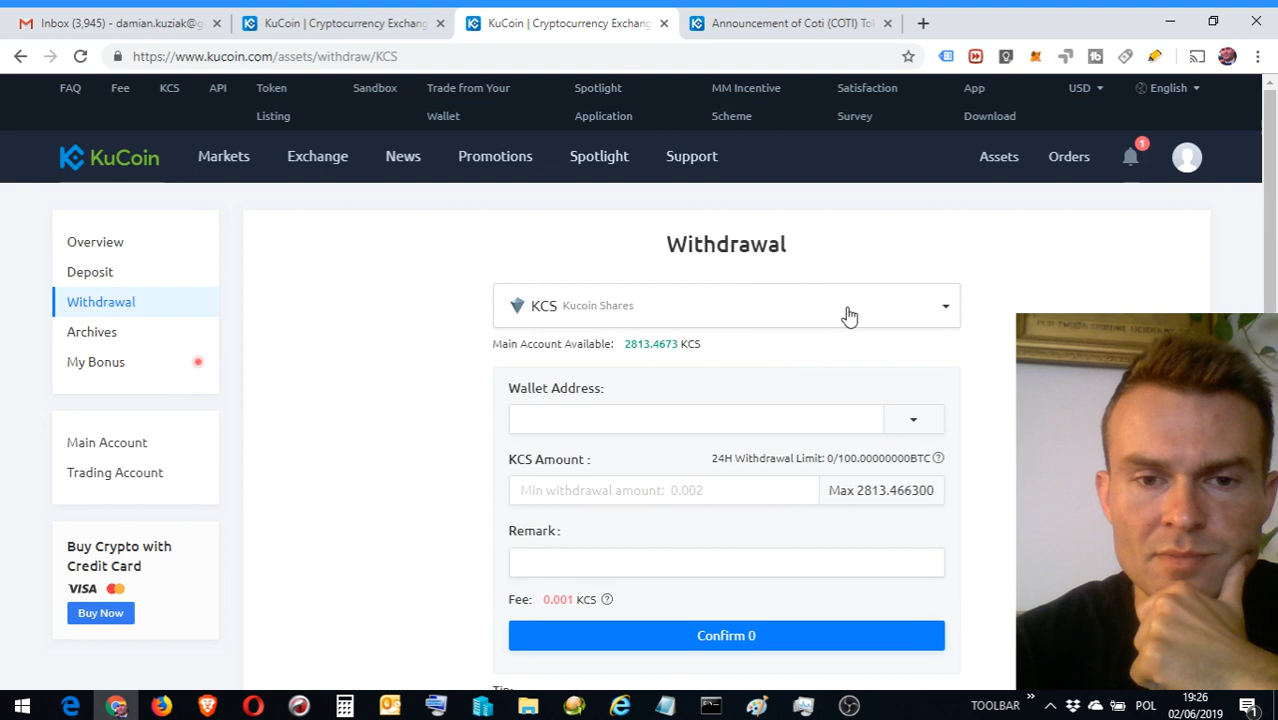 Inbox (3,945) - damian.kuziak@g
KuCoin | Cryptocurrency Exchang
KuCoin | Cryptocurrency Exchang
Announcement of Coti (COTI) To
https://www.kucoin.com/assets/withdraw/KCS
FAQ Fee KCS API Token Listing Sandbox Trade from Your Wallet Spotlight Application MM Incentive Scheme Satisfaction Survey App Download USD English
KuCoin Markets Exchange News Promotions Spotlight Support Assets Orders 1
Overview
Deposit
Withdrawal
Archives
My Bonus
Main Account
Trading Account
Buy Crypto with
Credit Card
VISA
Buy Now
Withdrawal
KCS Kucoin Shares
Main Account Available: 2813.4673 KCS
Wallet Address:
KCS Amount : 24H Withdrawal Limit: 0/100.00000000BTC
Min withdrawal amount: 0.002 Max 2813.466300
Remark:
Fee: 0.001 KCS
Confirm 0
TOOLBAR
POL
19:26
02/06/2019
1